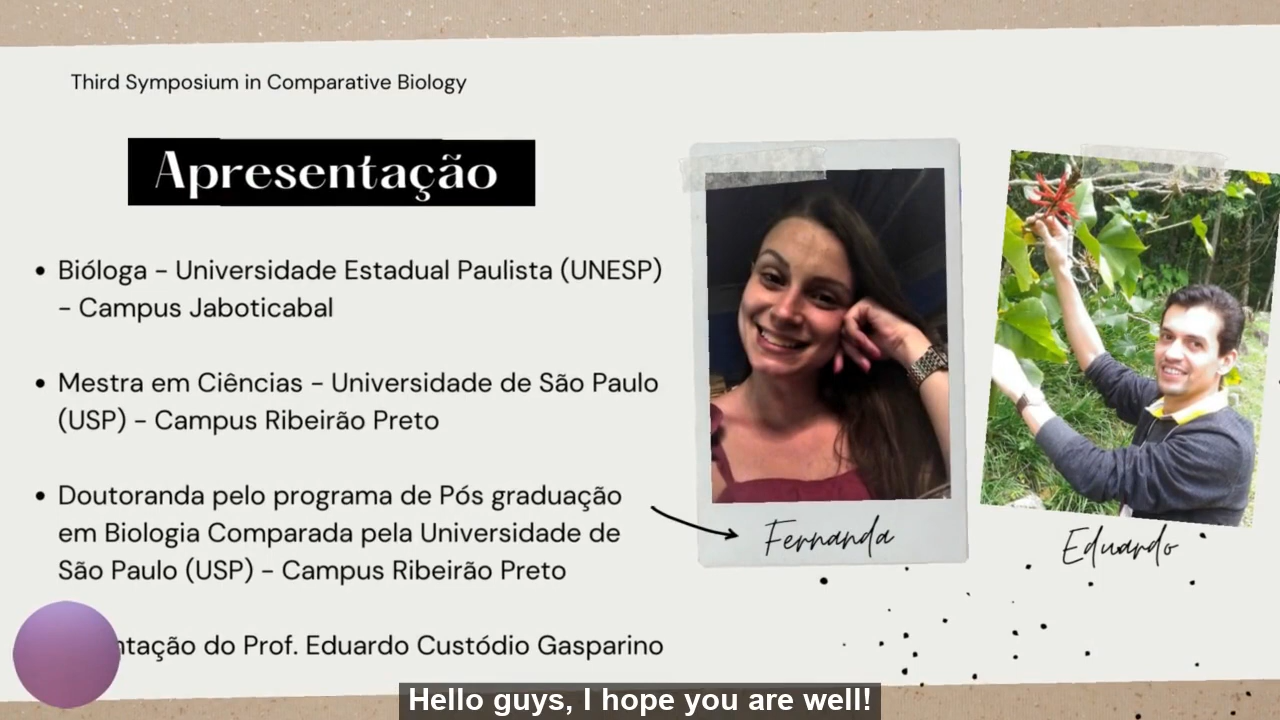 Third Symposium in Comparative Biology
Apresentação
• Bióloga - Universidade Estadual Paulista (UNESP)
- Campus Jaboticabal
• Mestra em Ciências - Universidade de São Paulo
(USP) - Campus Ribeirão Preto
• Doutoranda pelo programa de Pós graduação
em Biologia Comparada pela Universidade de
São Paulo (USP) - Campus Ribeirão Preto
ntação do Prof. Eduardo Custódio Gasparino
Fernanda
Eduardo
Hello guys, I hope you are well!